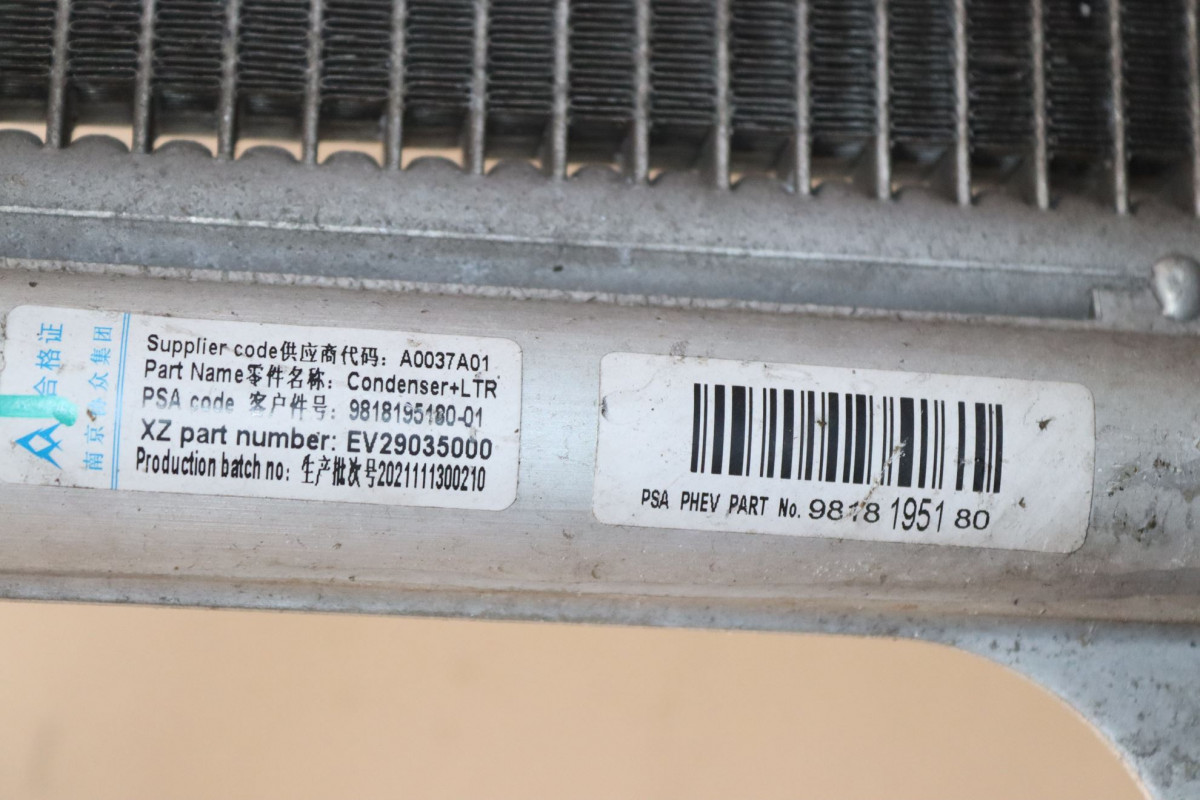 合格证
南京协众集团
Supplier code供应商代码: A0037A01
Part Name零件名称: Condenser+LTR
PSA code 客户件号: 9818195180-01
XZ part number: EV29035000
Production batch no: 生产批次号2021111300210
PSA PHEV PART No. 98181951 80